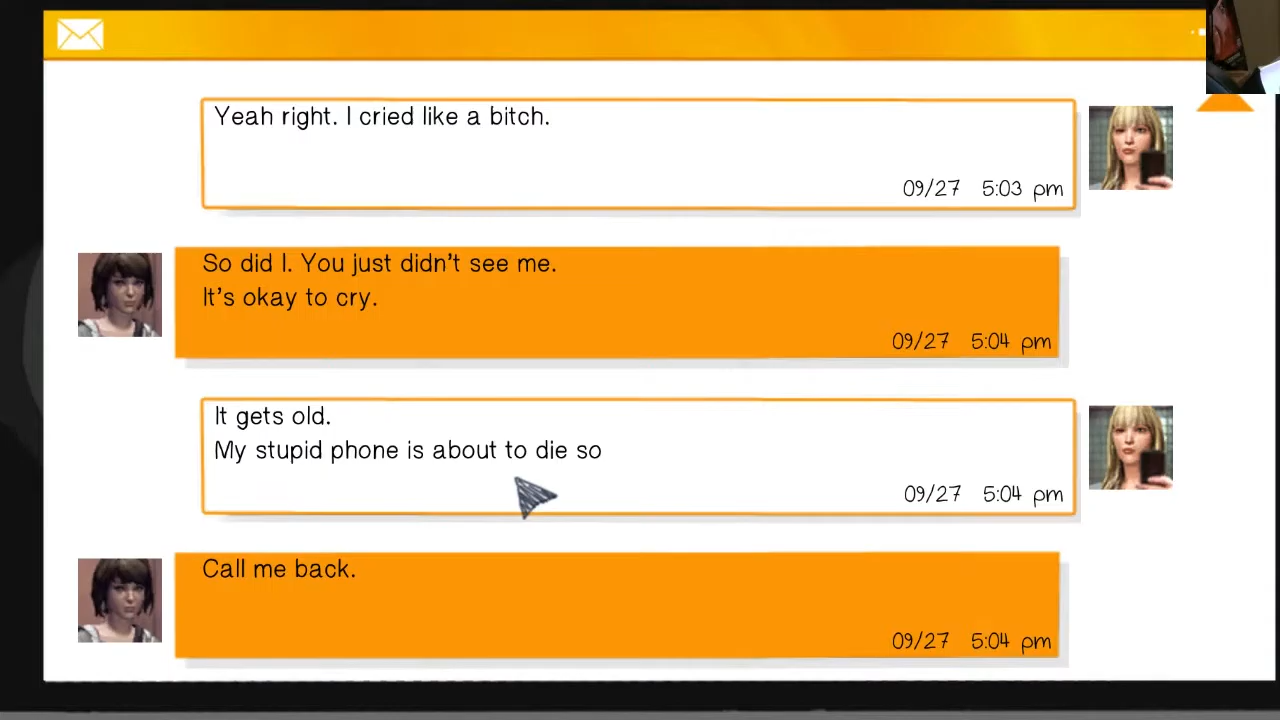 Yeah right. I cried like a bitch.
09/27 5:03 pm
So did I. You just didn't see me.
It's okay to cry.
09/27 5:04 pm
It gets old.
My stupid phone is about to die so
09/27 5:04 pm
Call me back.
09/27 5:04 pm